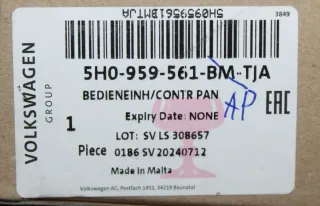 5H0959561BMTJA
3849
VOLKSWAGEN
GROUP
5H0-959-561-BM-TJA
AP
BEDIENEINH/CONTR PAN
Expiry Date: NONE
EAC
1
LOT: SV LS 308657
Piece 0186 SV 20240712
Made in Malta
Volkswagen AG, Postfach 1451, 34219 Baunatal